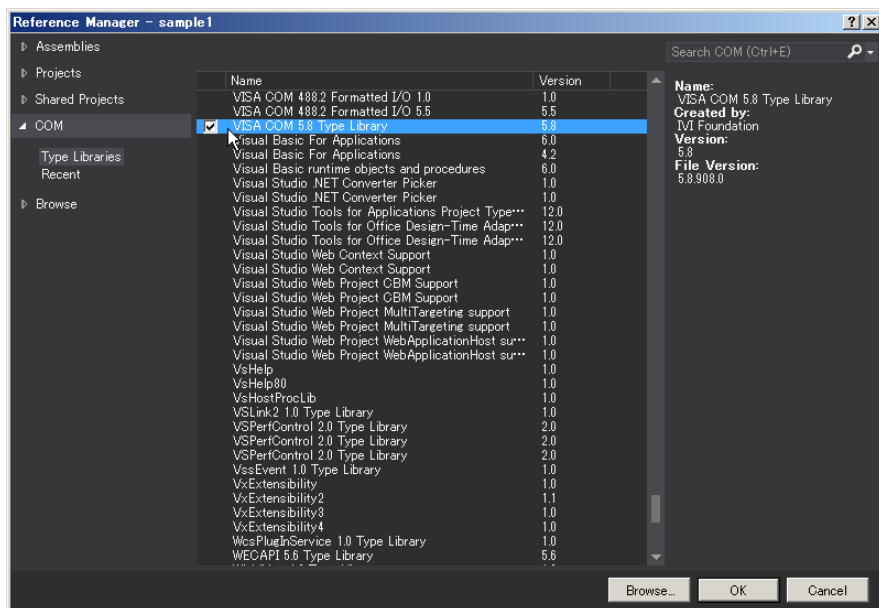 Reference Manager - sample1
Assemblies
Projects
Shared Projects
COM
Type Libraries
Recent
Browse
Name Version
VISA COM 488.2 Formatted I/O 1.0 1.0
VISA COM 488.2 Formatted I/O 5.5 5.5
VISA COM 5.8 Type Library 5.8
Visual Basic For Applications 6.0
Visual Basic For Applications 4.2
Visual Basic runtime objects and procedures 6.0
Visual Studio .NET Converter Picker 1.0
Visual Studio .NET Converter Picker 1.0
Visual Studio Tools for Applications Project Type··· 12.0
Visual Studio Tools for Office Design-Time Adap··· 12.0
Visual Studio Tools for Office Design-Time Adap··· 12.0
Visual Studio Web Context Support 1.0
Visual Studio Web Context Support 1.0
Visual Studio Web Project CBM Support 1.0
Visual Studio Web Project CBM Support 1.0
Visual Studio Web Project MultiTargeting support 1.0
Visual Studio Web Project MultiTargeting support 1.0
Visual Studio Web Project WebApplicationHost su··· 1.0
Visual Studio Web Project WebApplicationHost su··· 1.0
VsHelp 1.0
VsHelp80 1.0
VsHostProcLib 1.0
VSLink2 1.0 Type Library 1.0
VSPerfControl 2.0 Type Library 2.0
VSPerfControl 2.0 Type Library 2.0
VSPerfControl 2.0 Type Library 2.0
VssEvent 1.0 Type Library 1.0
VxExtensibility 1.0
VxExtensibility2 1.1
VxExtensibility3 1.0
VxExtensibility4 1.0
WcsPlugInService 1.0 Type Library 1.0
WECAPI 5.6 Type Library 5.6
Search COM (Ctrl+E)
Name:
VISA COM 5.8 Type Library
Created by:
IVI Foundation
Version:
5.8
File Version:
5.8.908.0
Browse... OK Cancel